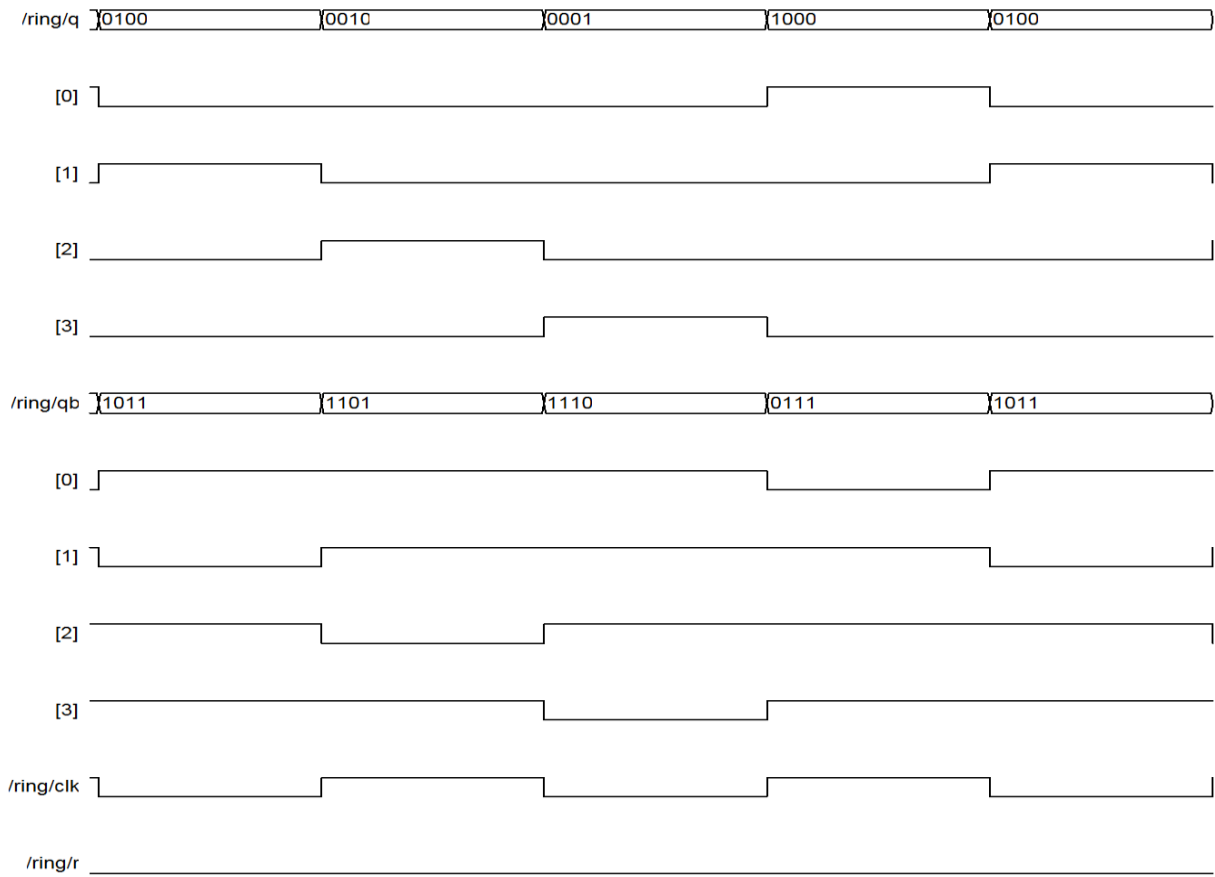 /ring/q 0100 0010 0001 1000 0100
[0]
[1]
[2]
[3]
/ring/qb 1011 1101 1110 0111 1011
[0]
[1]
[2]
[3]
/ring/clk
/ring/r